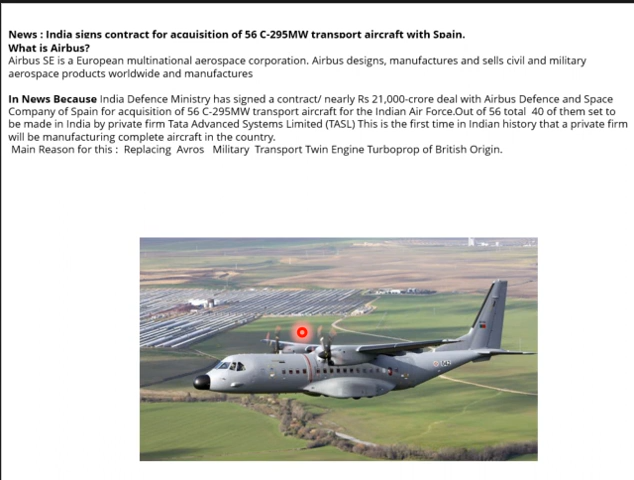 News : India signs contract for acquisition of 56 C-295MW transport aircraft with Spain.
What is Airbus?
Airbus SE is a European multinational aerospace corporation. Airbus designs, manufactures and sells civil and military
aerospace products worldwide and manufactures
In News Because India Defence Ministry has signed a contract/ nearly Rs 21,000-crore deal with Airbus Defence and Space
Company of Spain for acquisition of 56 C-295MW transport aircraft for the Indian Air Force.Out of 56 total 40 of them set to
be made in India by private firm Tata Advanced Systems Limited (TASL) This is the first time in Indian history that a private firm
will be manufacturing complete aircraft in the country.
Main Reason for this : Replacing Avros Military Transport Twin Engine Turboprop of British Origin.